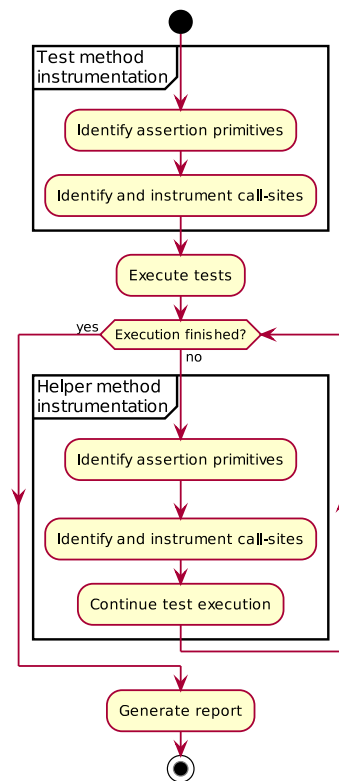 Test method
instrumentation
Identify assertion primitives
Identify and instrument call-sites
Execute tests
yes
Execution finished?
no
Helper method
instrumentation
Identify assertion primitives
Identify and instrument call-sites
Continue test execution
Generate report